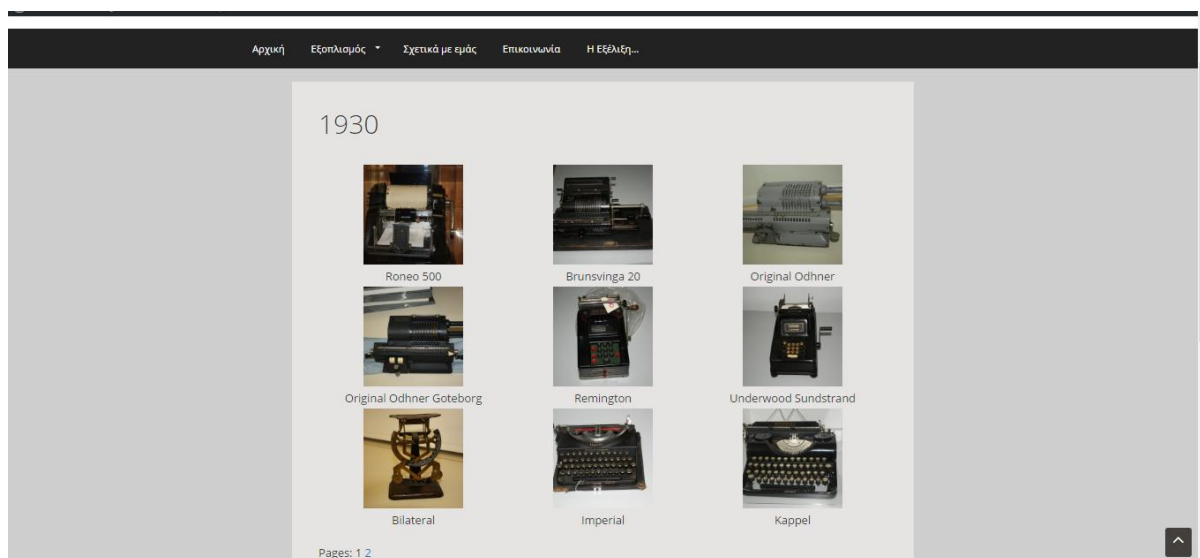 Αρχική Εξοπλισμός Σχετικά με εμάς Επικοινωνία Η Εξέλιξη...
1930
Roneo 500 Brunsvinga 20 Original Odhner
Original Odhner Goteborg Remington Underwood Sundstrand
Bilateral Imperial Kappel
Pages: 1 2